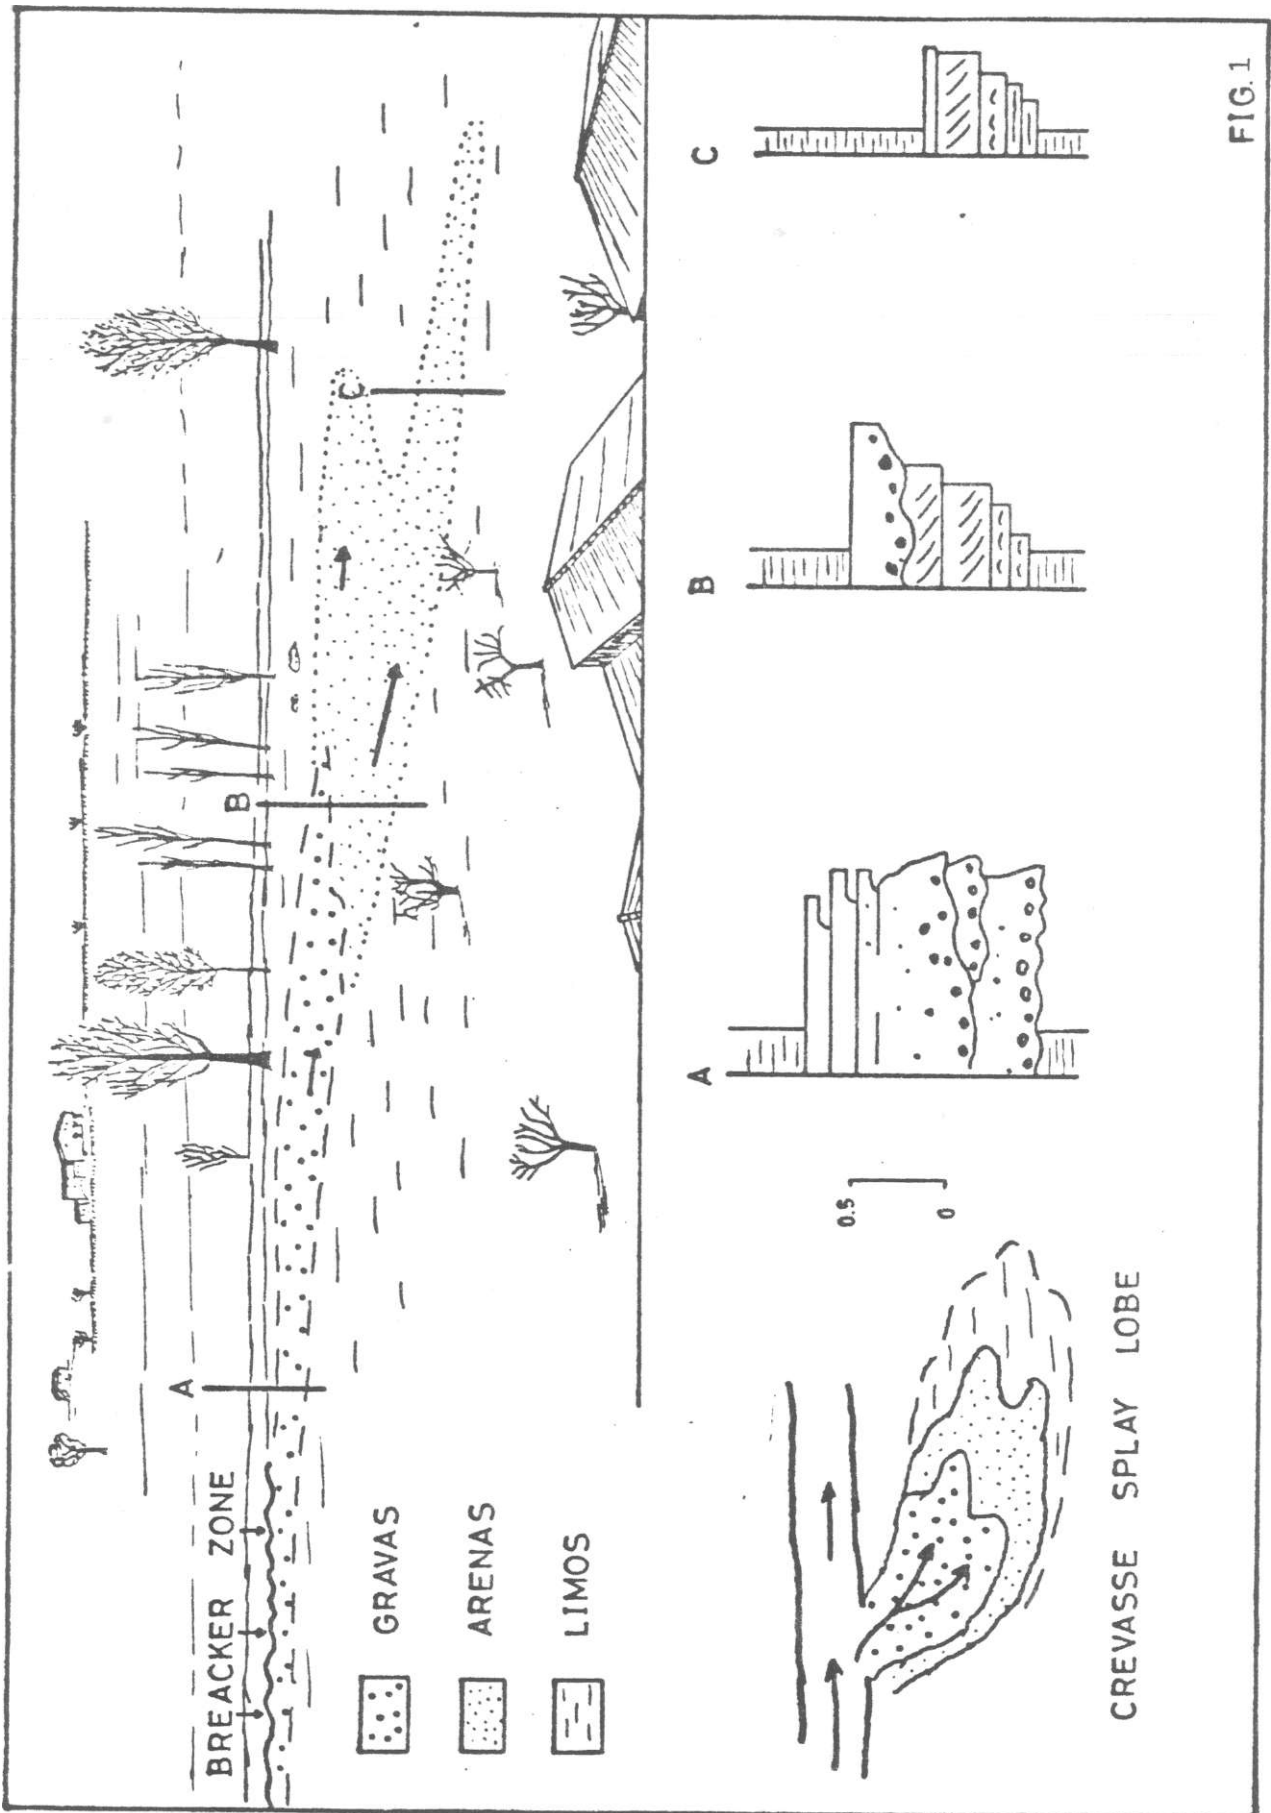 BREACKER ZONE
A
B
C
GRAVAS
ARENAS
LIMOS
CREVASSE SPLAY LOBE
0.5
0
A
B
C
FIG.1